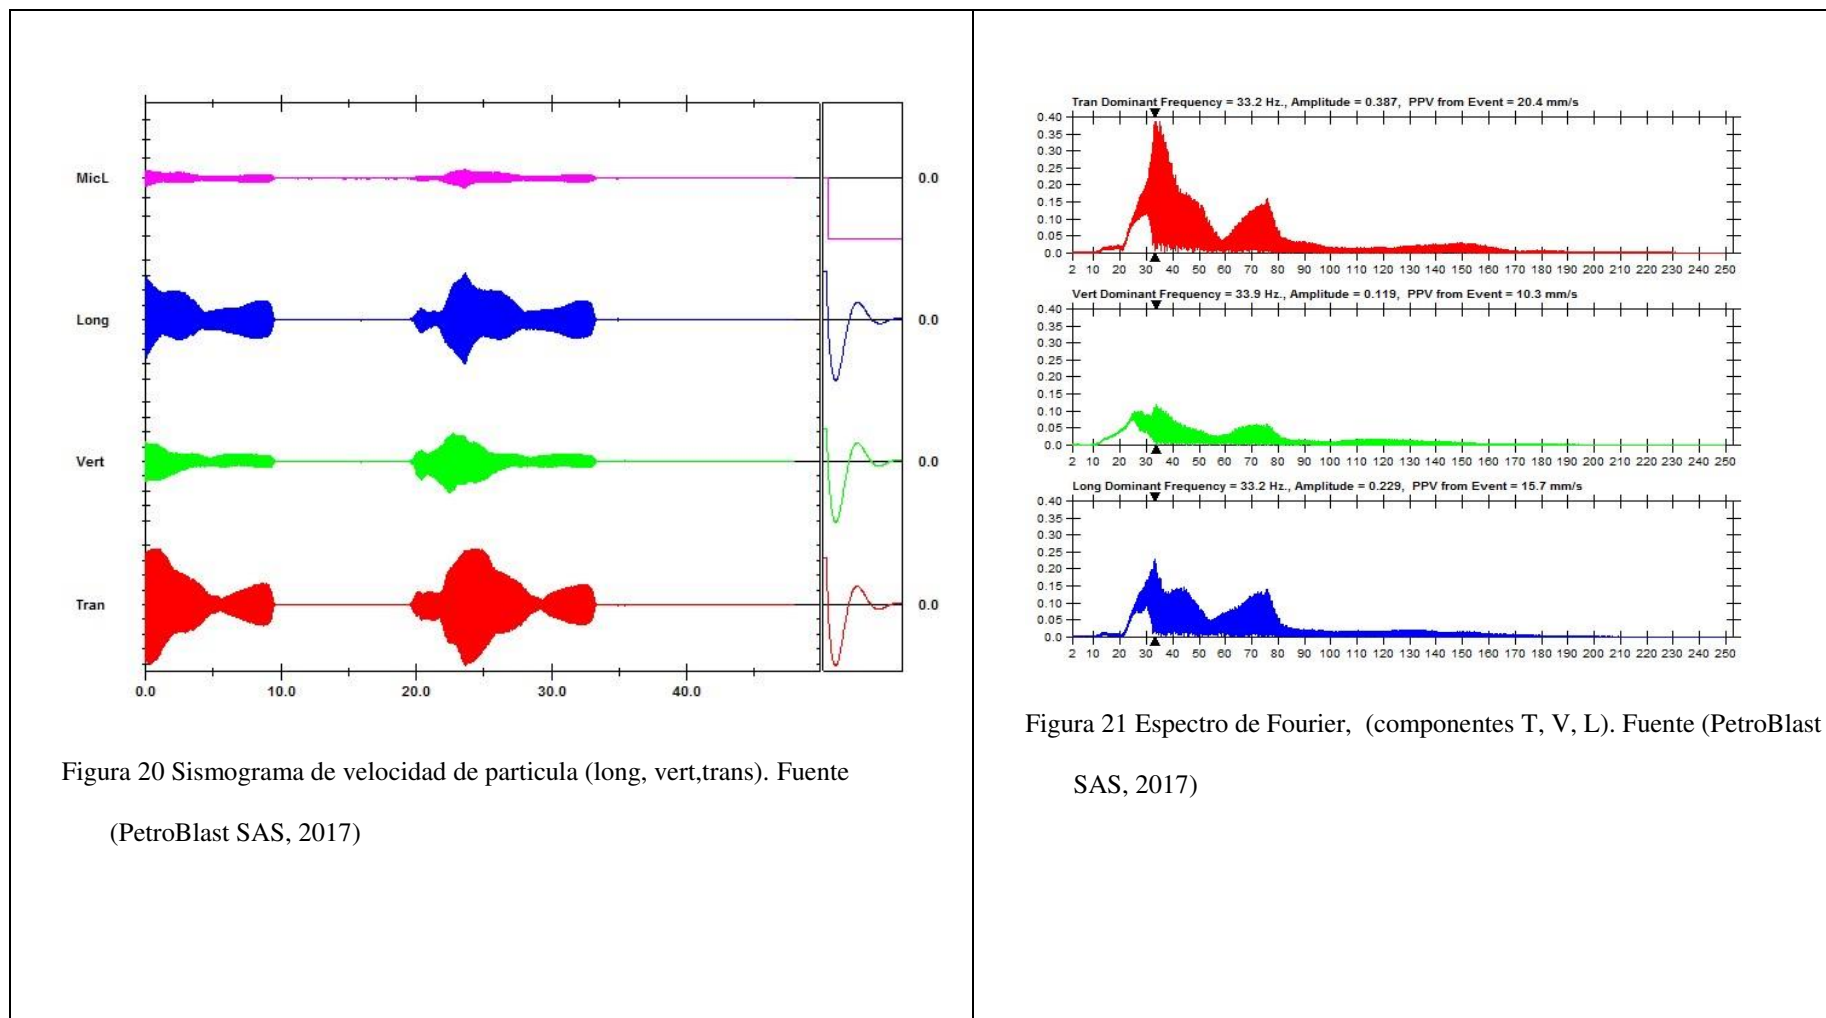 MicL
0.0
Long
0.0
Vert
0.0
Tran
0.0
0.0 10.0 20.0 30.0 40.0
Figura 20 Sismograma de velocidad de particula (long, vert,trans). Fuente
(PetroBlast SAS, 2017)
Tran Dominant Frequency = 33.2 Hz., Amplitude = 0.387, PPV from Event = 20.4 mm/s
0.40
0.35
0.30
0.25
0.20
0.15
0.10
0.05
0.0
2 10 20 30 40 50 60 70 80 90 100 110 120 130 140 150 160 170 180 190 200 210 220 230 240 250
Vert Dominant Frequency = 33.9 Hz., Amplitude = 0.119, PPV from Event = 10.3 mm/s
0.40
0.35
0.30
0.25
0.20
0.15
0.10
0.05
0.0
2 10 20 30 40 50 60 70 80 90 100 110 120 130 140 150 160 170 180 190 200 210 220 230 240 250
Long Dominant Frequency = 33.2 Hz., Amplitude = 0.229, PPV from Event = 15.7 mm/s
0.40
0.35
0.30
0.25
0.20
0.15
0.10
0.05
0.0
2 10 20 30 40 50 60 70 80 90 100 110 120 130 140 150 160 170 180 190 200 210 220 230 240 250
Figura 21 Espectro de Fourier, (componentes T, V, L). Fuente (PetroBlast
SAS, 2017)